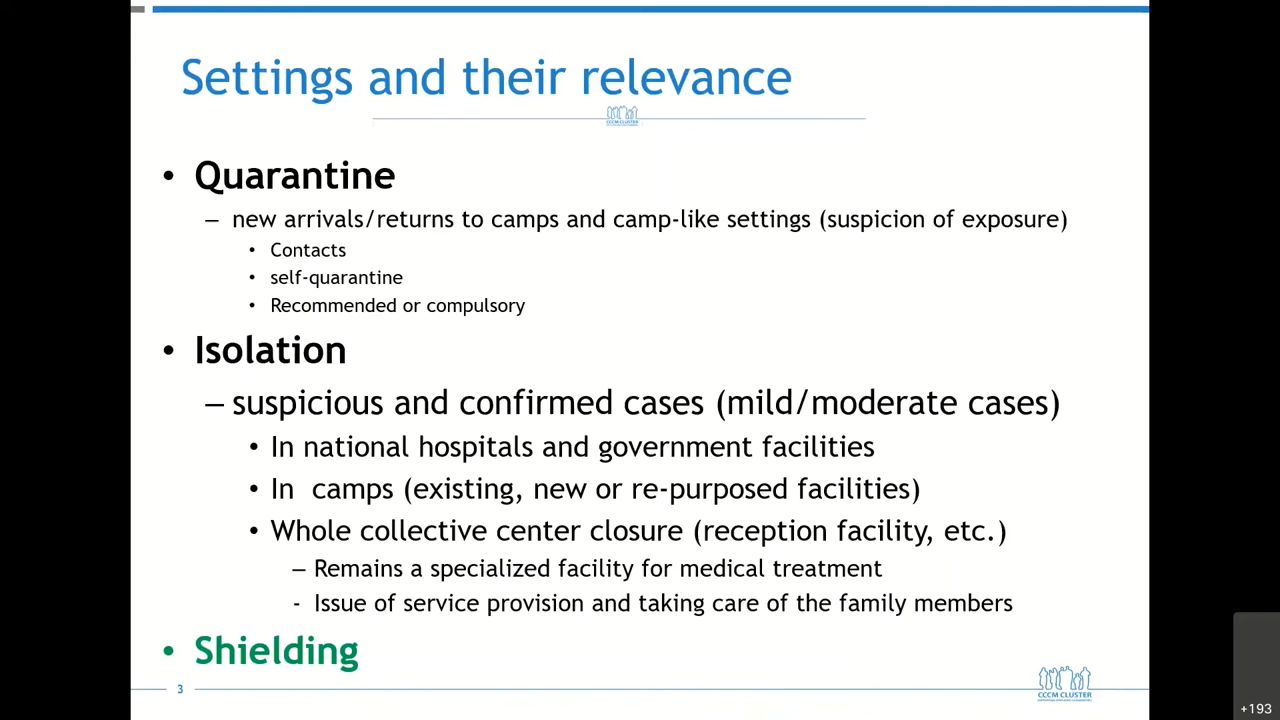 Settings and their relevance
CCCM CLUSTER
• Quarantine
– new arrivals/returns to camps and camp-like settings (suspicion of exposure)
• Contacts
• self-quarantine
• Recommended or compulsory
• Isolation
– suspicious and confirmed cases (mild/moderate cases)
• In national hospitals and government facilities
• In camps (existing, new or re-purposed facilities)
• Whole collective center closure (reception facility, etc.)
– Remains a specialized facility for medical treatment
- Issue of service provision and taking care of the family members
• Shielding
3
CCCM CLUSTER
+193